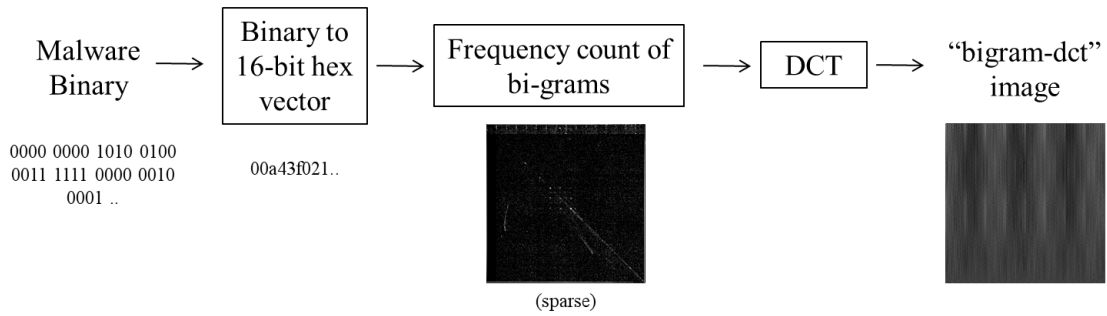 Malware
Binary
0000 0000 1010 0100
0011 1111 0000 0010
0001 ..
Binary to
16-bit hex
vector
00a43f021..
Frequency count of
bi-grams
(sparse)
DCT
“bigram-dct”
image